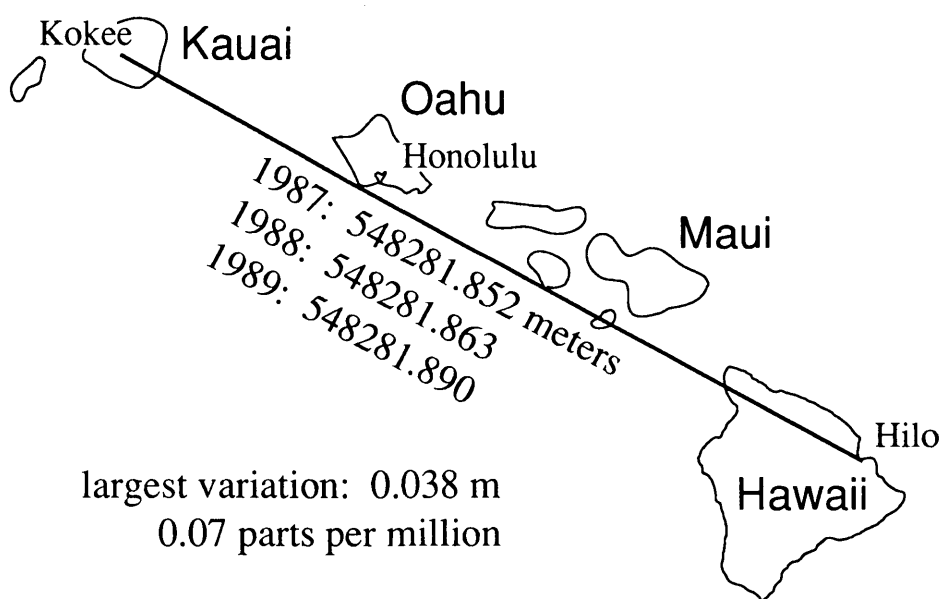 Kokee
Kauai
Oahu
Honolulu
1987: 548281.852 meters
1988: 548281.863
1989: 548281.890
Maui
Hilo
Hawaii
largest variation: 0.038 m
0.07 parts per million